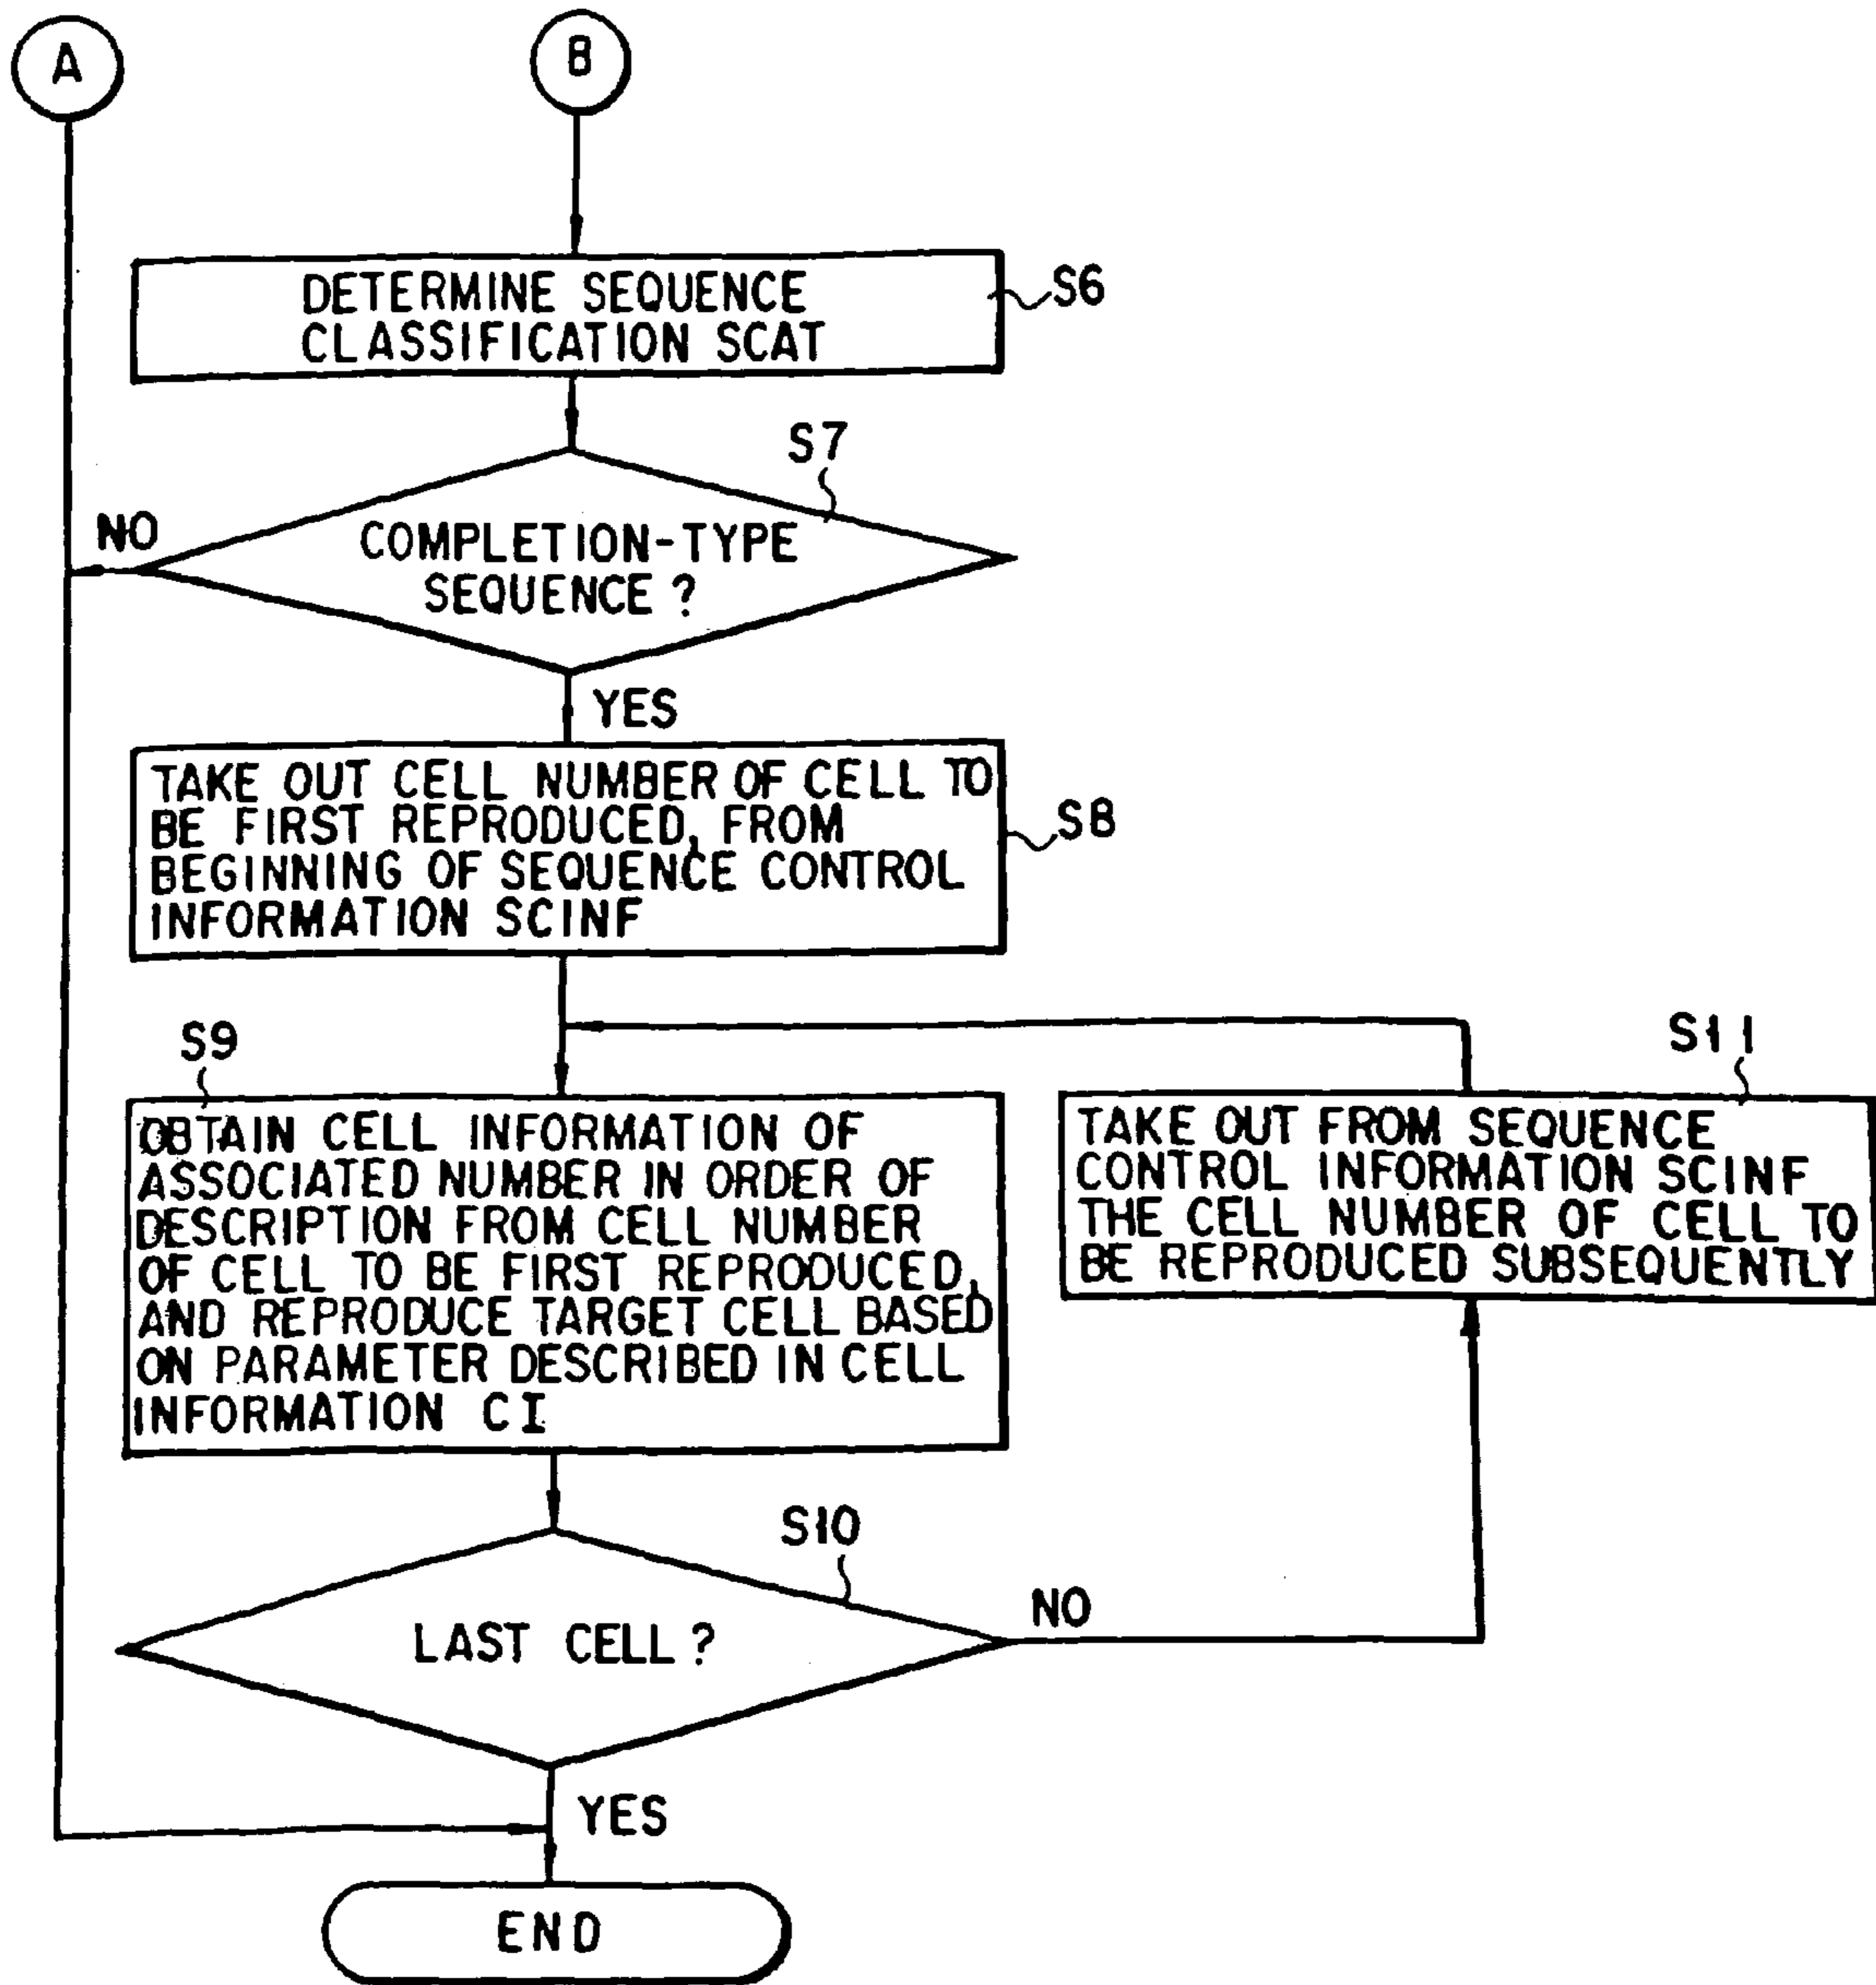 A
B
DETERMINE SEQUENCE
CLASSIFICATION SCAT
S6
S7
NO
COMPLETION-TYPE
SEQUENCE ?
YES
TAKE OUT CELL NUMBER OF CELL TO
BE FIRST REPRODUCED, FROM
BEGINNING OF SEQUENCE CONTROL
INFORMATION SCINF
S8
S9
OBTAIN CELL INFORMATION OF
ASSOCIATED NUMBER IN ORDER OF
DESCRIPTION FROM CELL NUMBER
OF CELL TO BE FIRST REPRODUCED,
AND REPRODUCE TARGET CELL BASED
ON PARAMETER DESCRIBED IN CELL
INFORMATION CI
S11
TAKE OUT FROM SEQUENCE
CONTROL INFORMATION SCINF
THE CELL NUMBER OF CELL TO
BE REPRODUCED SUBSEQUENTLY
S10
LAST CELL ?
NO
YES
END